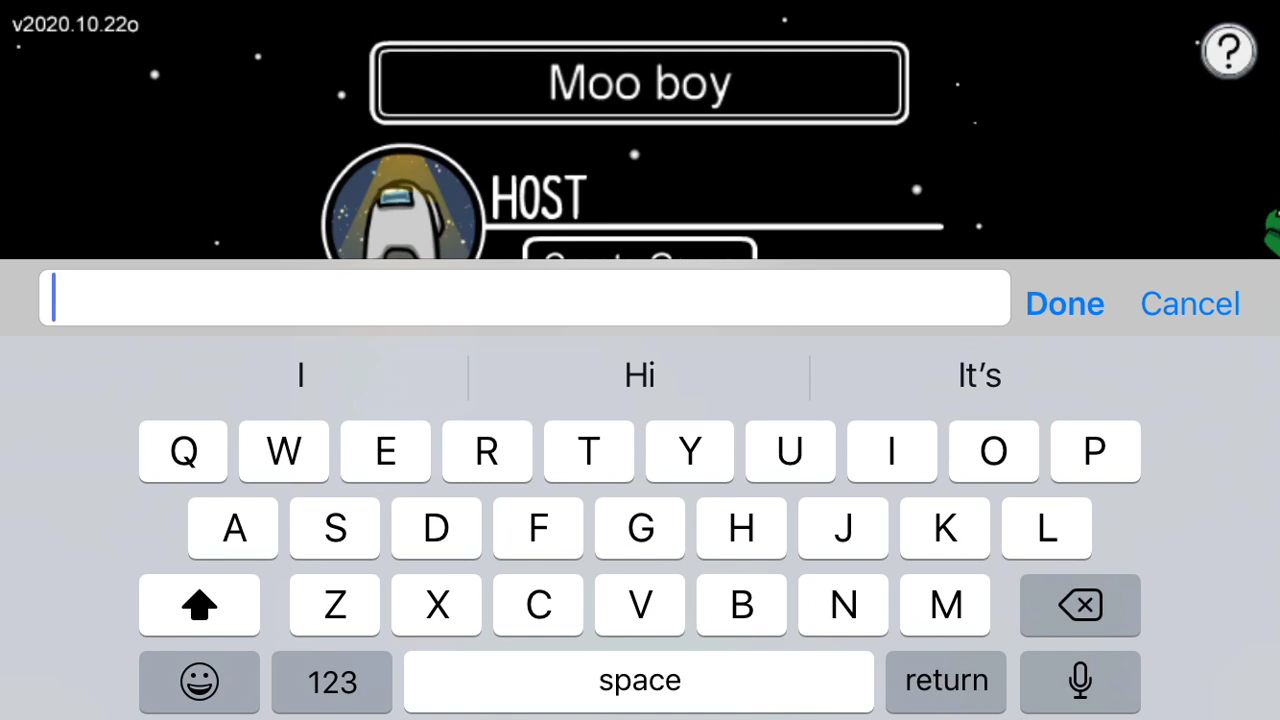 v2020.10.22o
?
Moo boy
HOST
Done Cancel
I Hi It’s
Q W E R T Y U I O P
A S D F G H J K L
Z X C V B N M
123 space return